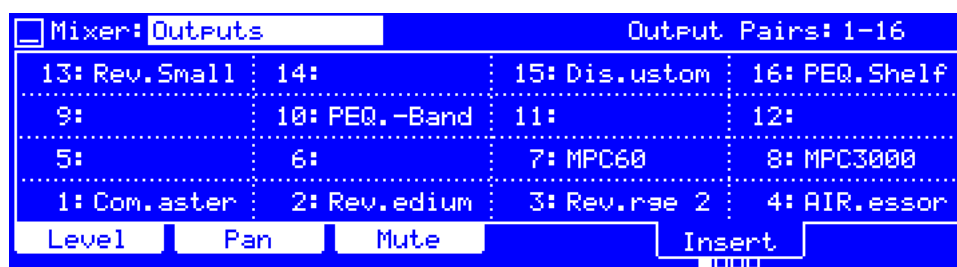 Mixer: Outputs Output Pairs: 1-16
13: Rev.Small 14: 15: Dis.ustom 16: PEQ.Shelf
9: 10: PEQ.-Band 11: 12:
5: 6: 7: MPC60 8: MPC3000
1: Com.aster 2: Rev.edium 3: Rev.rge 2 4: AIR.essor
Level Pan Mute Insert